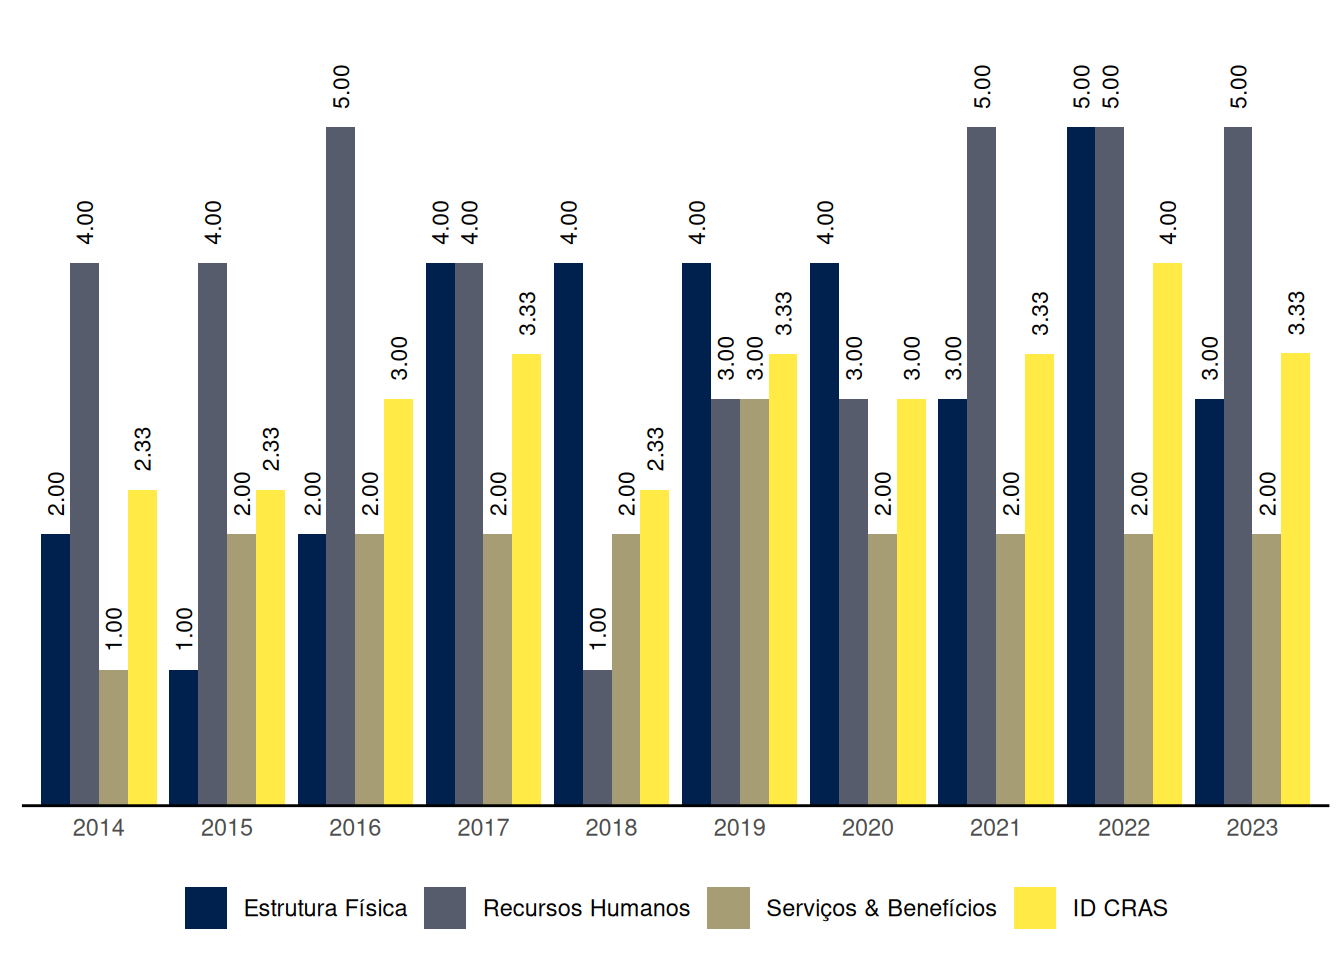 2.00 4.00 1.00 2.33
1.00 4.00 2.00 2.33
2.00 5.00 2.00 3.00
4.00 4.00 2.00 3.33
4.00 1.00 2.00 2.33
4.00 3.00 3.00 3.33
4.00 3.00 2.00 3.00
3.00 5.00 2.00 3.33
5.00 5.00 2.00 4.00
3.00 5.00 2.00 3.33
2014 2015 2016 2017 2018 2019 2020 2021 2022 2023
Estrutura Física Recursos Humanos Serviços & Benefícios ID CRAS